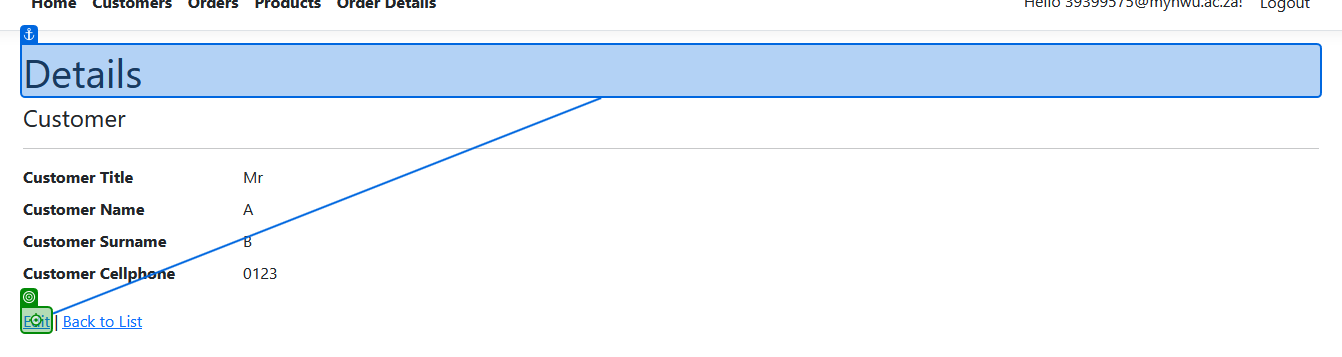 Home Customers Orders Products Order Details Hello 39399575@mynwu.ac.za! Logout
Details
Customer
Customer Title Mr
Customer Name A
Customer Surname B
Customer Cellphone 0123
Edit | Back to List